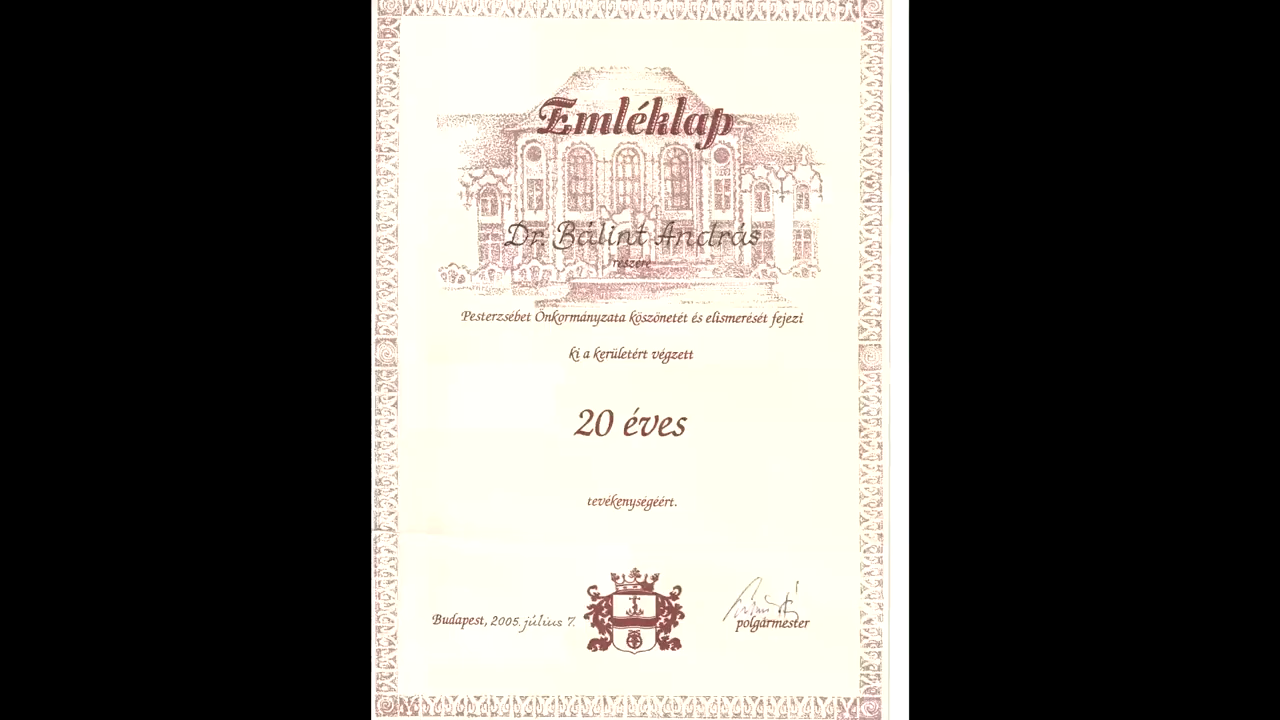 Emléklap
Dr. Bálint András
részére
Pesterzsébet Önkormányzata köszönetét és elismerését fejezi
ki a kerületért végzett
20 éves
tevékenységéért.
Budapest, 2005. július 7.
polgármester